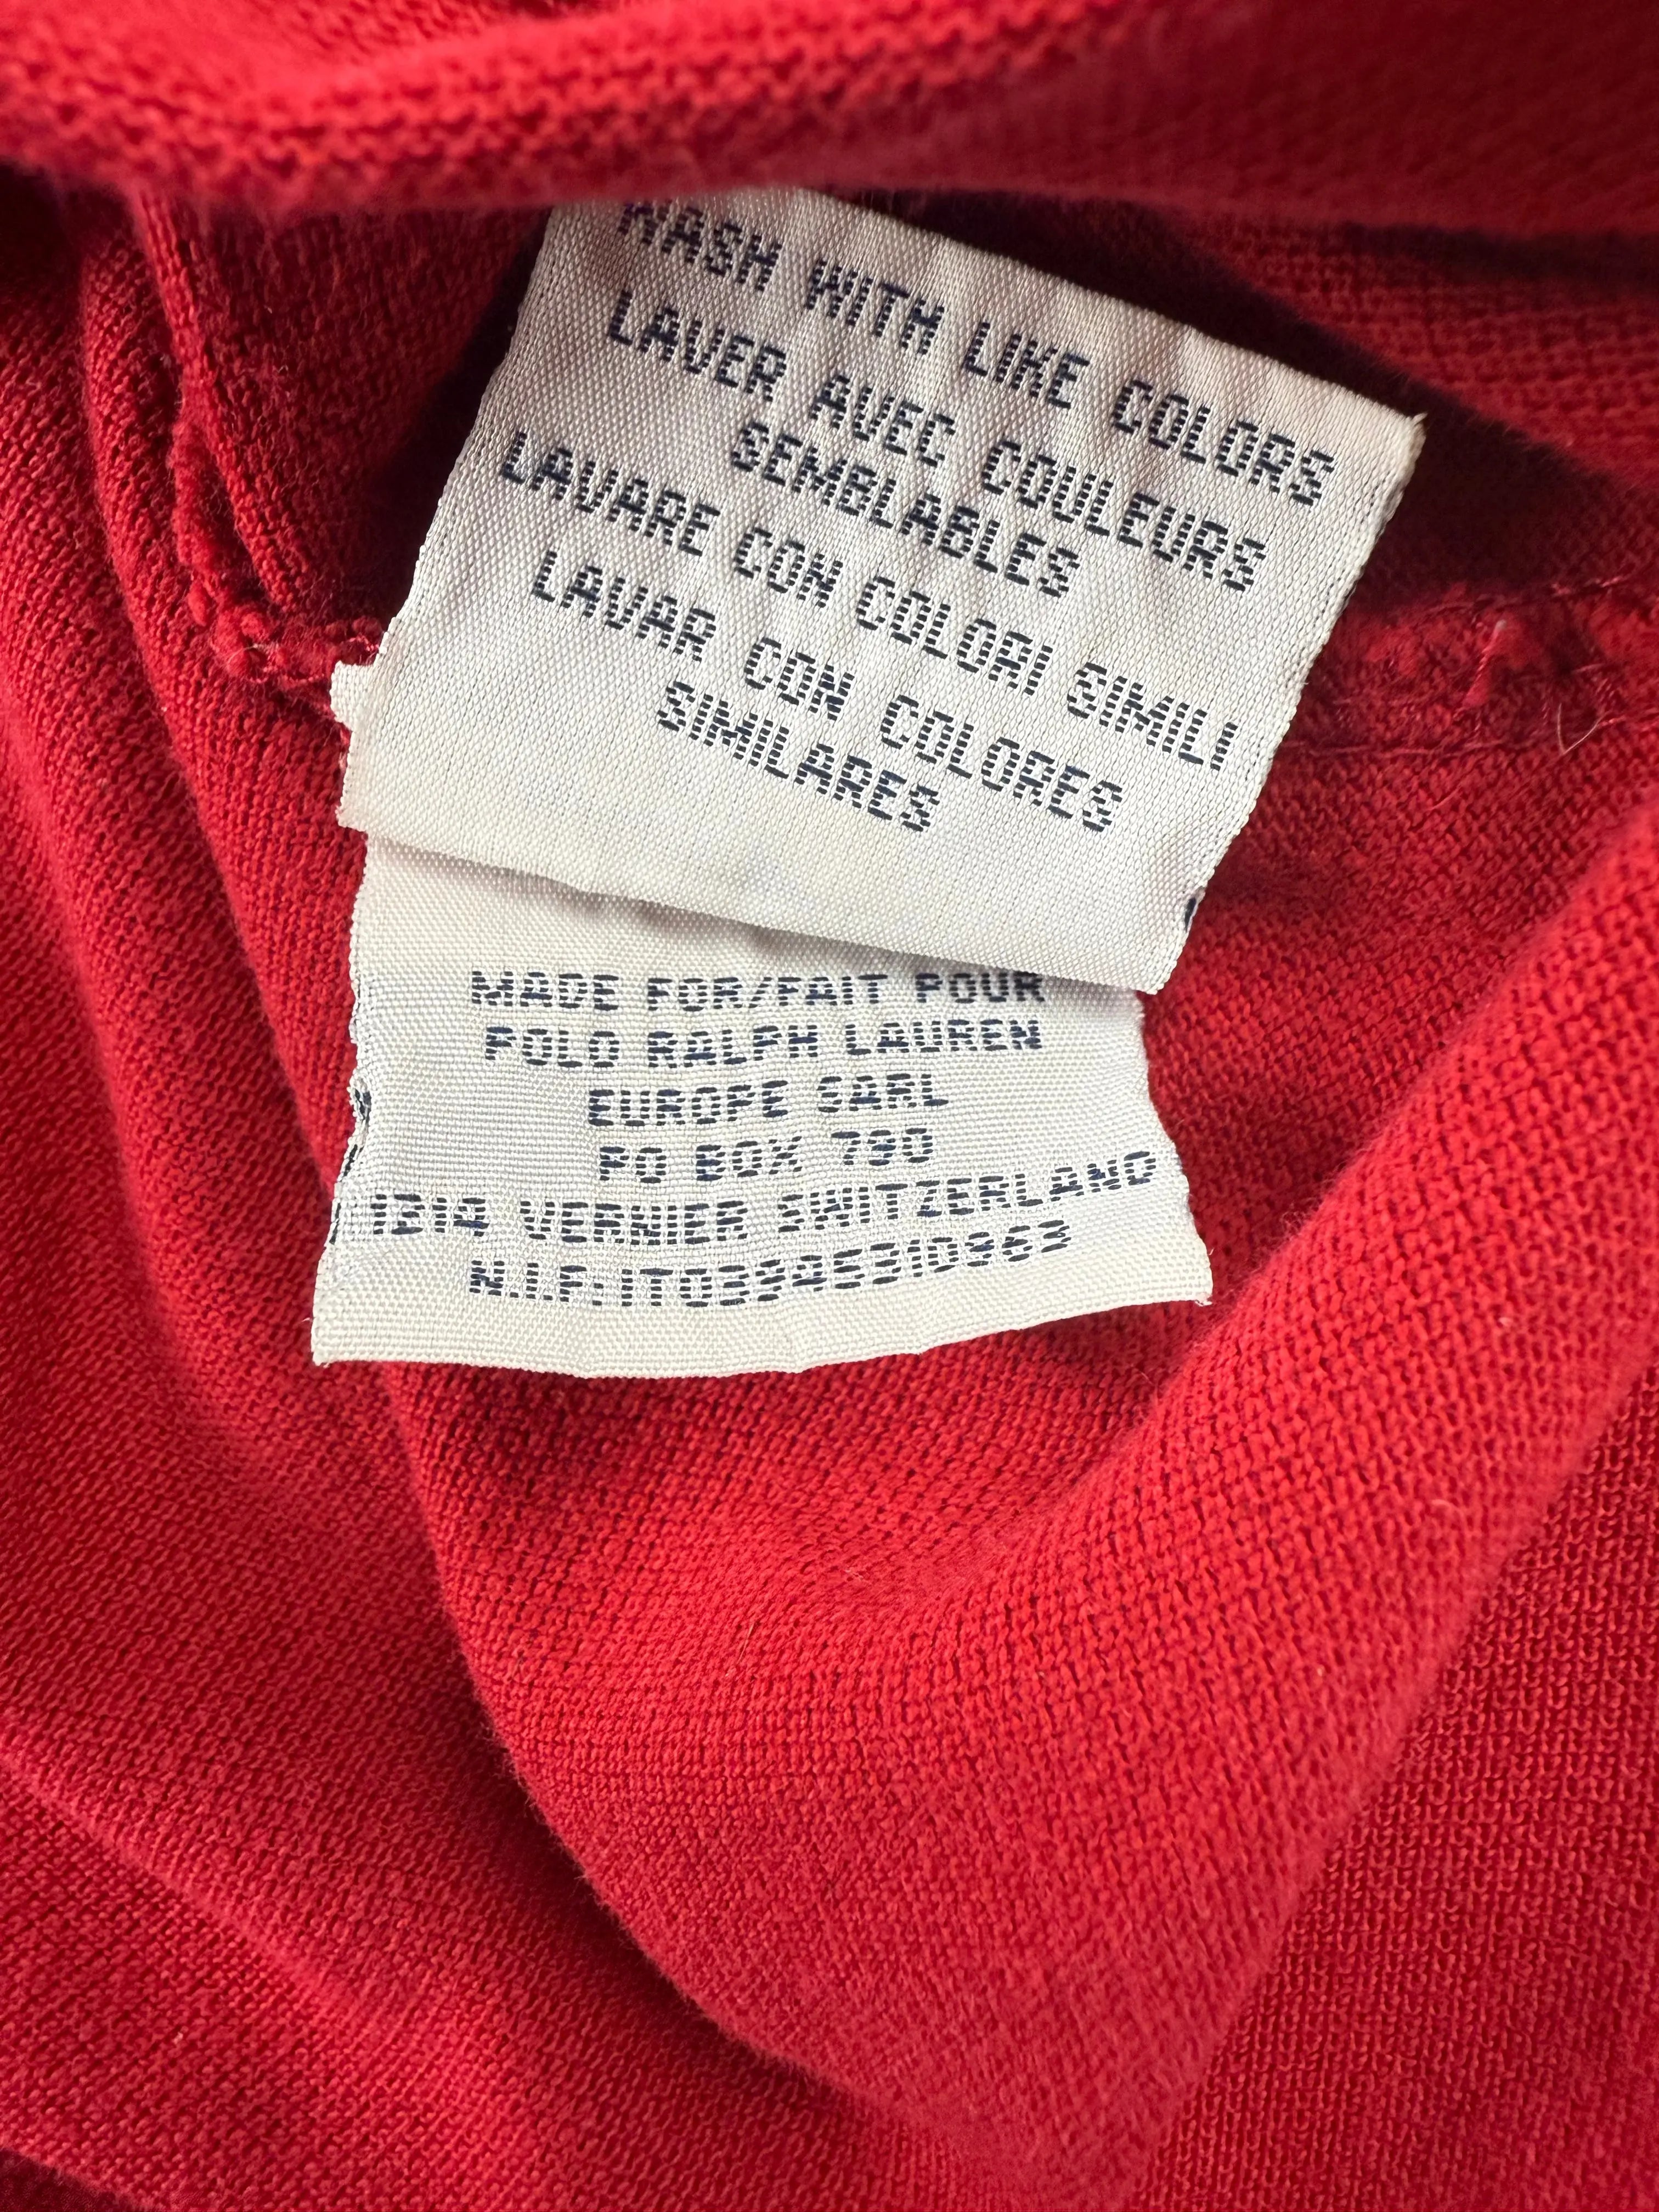 WASH WITH LIKE COLORS
LAVER AVEC COULEURS
SEMBLABLES
LAVARE CON COLORI SIMILI
LAVAR CON COLORES
SIMILARES
MADE FOR/FAIT POUR
POLO RALPH LAUREN
EUROPE SARL
PO BOX 790
1214 VERNIER SWITZERLAND
N.I.F: IT03945310963